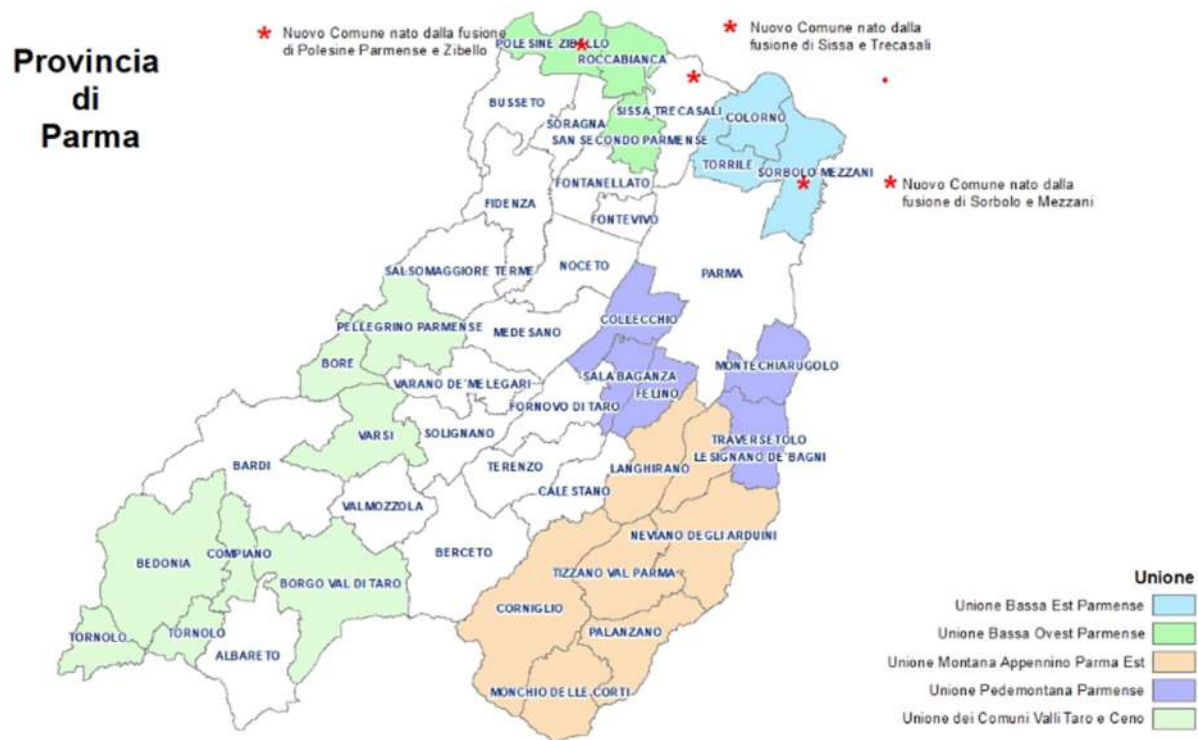 Provincia
di
Parma
* Nuovo Comune nato dalla fusione
di Polesine Parmense e Zibello
* Nuovo Comune nato dalla
fusione di Sissa e Trecasali
POLESINE ZIBELLO
*
ROCCABIANCA
*
BUSSETO
SISSA TRECASALI
SORAGNA
COLORNO
SAN SECONDO PARMENSE
TORRILE
SORBOLO MEZZANI
*
* Nuovo Comune nato dalla
fusione di Sorbolo e Mezzani
FONTANELLATO
FIDENZA
FONTEVIVO
SALSOMAGGIORE TERME
NOCETO
PARMA
COLLECCHIO
PELLEGRINO PARMENSE
MEDESANO
BORE
SALA BAGANZA
MONTECHIARUGOLO
VARANO DE'MELEGARI
FELINO
FORNOVO DI TARO
VARSI
SOLIGNANO
TRAVERSETOLO
LESIGNANO DE'BAGNI
BARDI
TERENZO
LANGHIRANO
CALESTANO
VALMOZZOLA
NEVIANO DEGLI ARDUINI
BERCETO
COMPIANO
BEDONIA
BORGO VAL DI TARO
TIZZANO VAL PARMA
CORNIGLIO
PALANZANO
TORNOLO
TORNOLO
ALBARETO
MONCHIO DELLE CORTI
Unione
Unione Bassa Est Parmense
Unione Bassa Ovest Parmense
Unione Montana Appennino Parma Est
Unione Pedemontana Parmense
Unione dei Comuni Valli Taro e Ceno